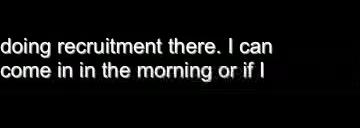 doing recruitment there. I can
come in in the morning or if I